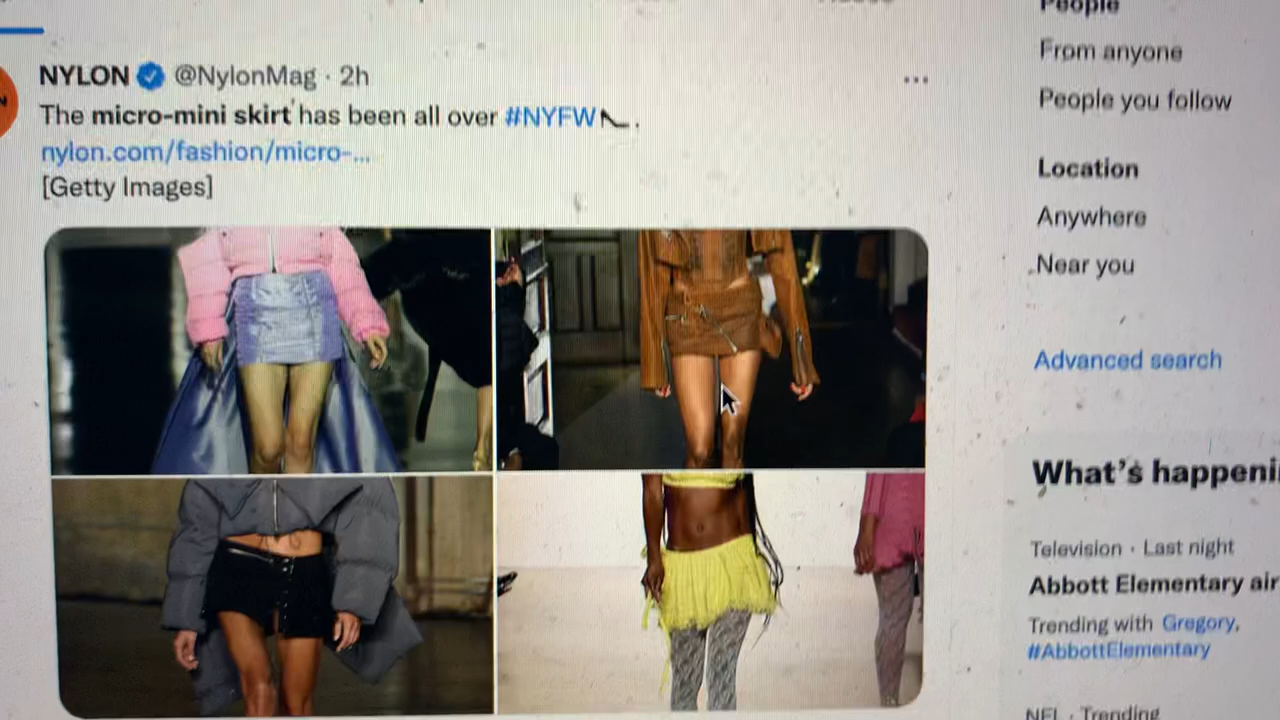 NYLON @NylonMag · 2h
The micro-mini skirt has been all over #NYFW.
nylon.com/fashion/micro-...
[Getty Images]
People
From anyone
People you follow
Location
Anywhere
Near you
Advanced search
What's
Television · Last night
Abbott Elementary
Trending with Gregory,
#AbbottElementary
NFL · Trending